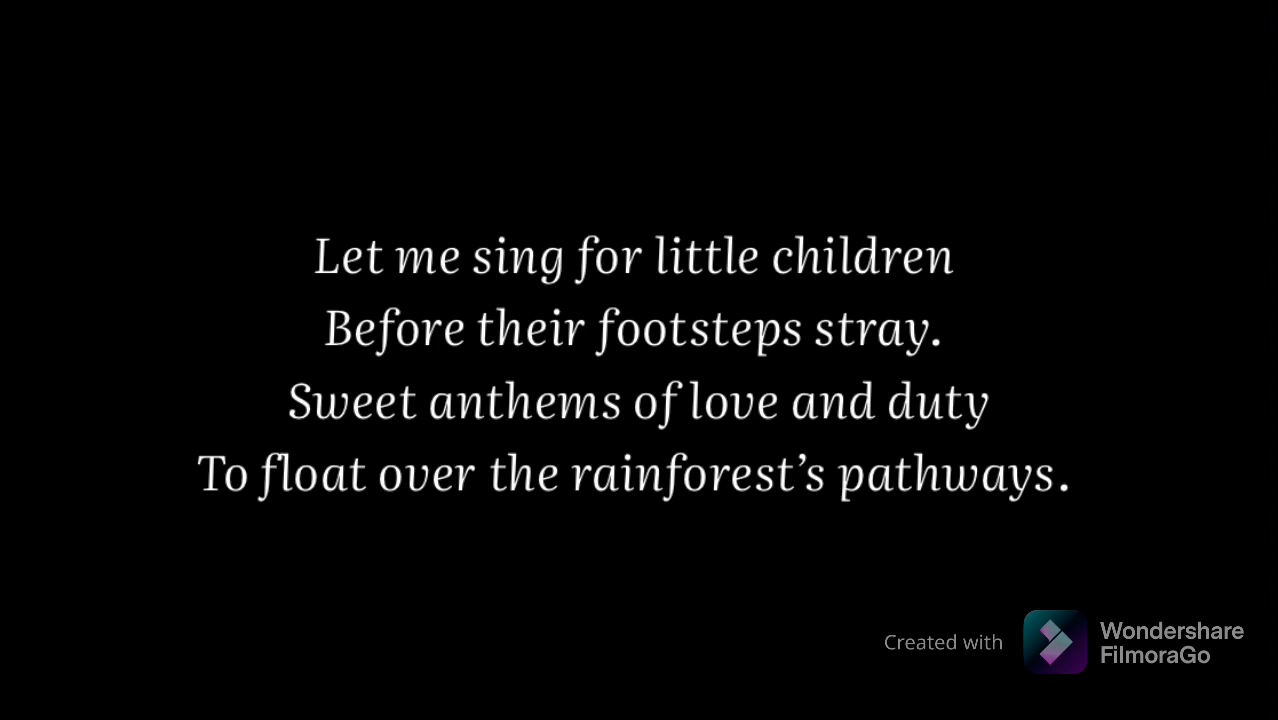 Let me sing for little children
Before their footsteps stray.
Sweet anthems of love and duty
To float over the rainforest’s pathways.
Created with
Wondershare
FilmoraGo